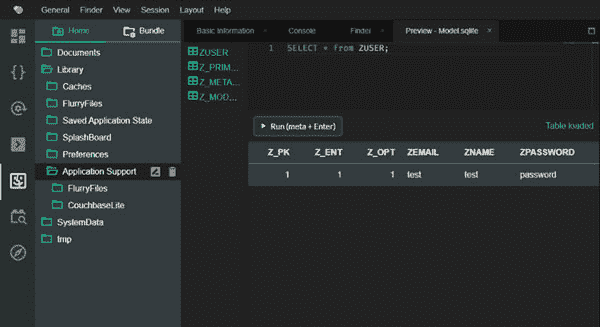 General Finder View Session Layout Help
Home Bundle
Documents
Library
Caches
FlurryFiles
Saved Application State
SplashBoard
Preferences
Application Support
FlurryFiles
CouchbaseLite
SystemData
tmp
Basic Information × Console × Finder × Preview - Model.sqlite ×
ZUSER
Z_PRIM...
Z_META...
Z_MOD...
1 SELECT * from ZUSER;
Run (meta + Enter)
Table loaded
Z_PK Z_ENT Z_OPT ZEMAIL ZNAME ZPASSWORD
1 1 1 test test password